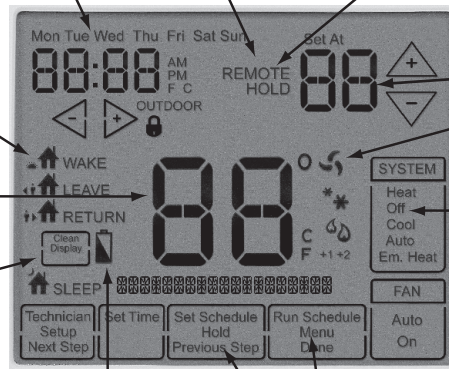 Mon Tue Wed Thu Fri Sat Sun
Set At
88:88
AM
PM
F C
REMOTE
HOLD
88
+
−
− +
OUTDOOR
WAKE
LEAVE
RETURN
Clean
Display
SLEEP
88
C
F
+1 +2
SYSTEM
Heat
Off
Cool
Auto
Em. Heat
FAN
Auto
On
Technician
Setup
Next Step
Set Time
Set Schedule
Hold
Previous Step
Run Schedule
Menu
Done